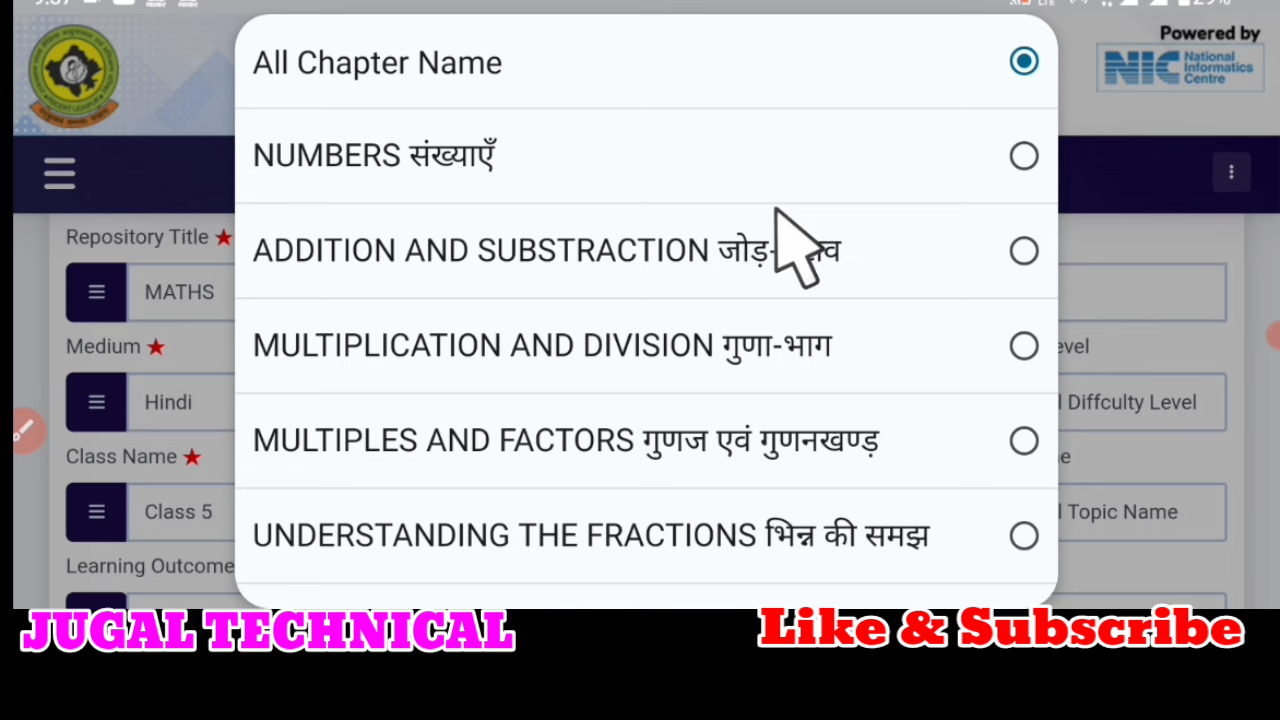 Powered by
NIC National Informatics Centre
All Chapter Name
NUMBERS संख्याएँ
ADDITION AND SUBSTRACTION
MULTIPLICATION AND DIVISION गुणा-भाग
MULTIPLES AND FACTORS गुणज एवं गुणनखण्ड़
UNDERSTANDING THE FRACTIONS भिन्न की समझ
Repository Title
MATHS
Medium
Hindi
Diffculty Level
Class Name
Class 5
Topic Name
Learning Outcome
JUGAL TECHNICAL
Like & Subscribe